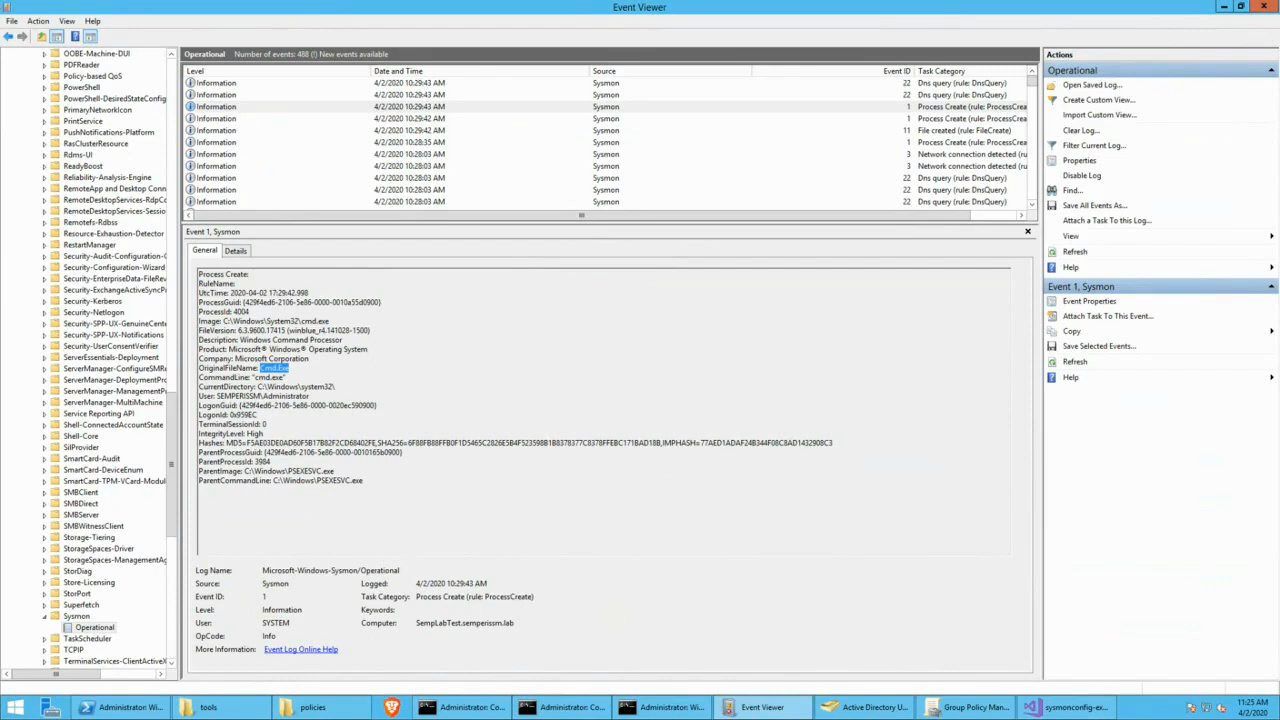 Event Viewer
File Action View Help
OOBE-Machine-DUI
PDFReader
Policy-based QoS
PowerShell
PowerShell-DesiredStateConfig
PrimaryNetworkIcon
PrintService
PushNotifications-Platform
RasClusterResource
Rdms-UI
ReadyBoost
Reliability-Analysis-Engine
RemoteApp and Desktop Conn
RemoteDesktopServices-RdpCo
RemoteDesktopServices-Sessio
Remotefs-Rdbss
Resource-Exhaustion-Detector
RestartManager
Security-Audit-Configuration-C
Security-Configuration-Wizard
Security-EnterpriseData-FileRev
Security-ExchangeActiveSyncPr
Security-Kerberos
Security-Netlogon
Security-SPP-UX-GenuineCente
Security-SPP-UX-Notifications
Security-UserConsentVerifier
ServerEssentials-Deployment
ServerManager-ConfigureSMRe
ServerManager-DeploymentPro
ServerManager-ManagementPr
ServerManager-MultiMachine
Service Reporting API
Shell-ConnectedAccountState
Shell-Core
SilProvider
SmartCard-Audit
SmartCard-DeviceEnum
SmartCard-TPM-VCard-Modul
SMBClient
SMBDirect
SMBServer
SMBWitnessClient
Storage-Tiering
StorageSpaces-Driver
StorageSpaces-ManagementAg
StorDiag
Store-Licensing
StorPort
Superfetch
Sysmon
Operational
TaskScheduler
TCPIP
TerminalServices-ClientActiveX
Operational Number of events: 488 (!) New events available
Level Date and Time Source Event ID Task Category
Information 4/2/2020 10:29:43 AM Sysmon 22 Dns query (rule: DnsQuery)
Information 4/2/2020 10:29:43 AM Sysmon 22 Dns query (rule: DnsQuery)
Information 4/2/2020 10:29:43 AM Sysmon 1 Process Create (rule: ProcessCrea
Information 4/2/2020 10:29:42 AM Sysmon 1 Process Create (rule: ProcessCrea
Information 4/2/2020 10:29:42 AM Sysmon 11 File created (rule: FileCreate)
Information 4/2/2020 10:28:35 AM Sysmon 1 Process Create (rule: ProcessCrea
Information 4/2/2020 10:28:03 AM Sysmon 3 Network connection detected (ru
Information 4/2/2020 10:28:03 AM Sysmon 3 Network connection detected (ru
Information 4/2/2020 10:28:03 AM Sysmon 22 Dns query (rule: DnsQuery)
Information 4/2/2020 10:28:03 AM Sysmon 22 Dns query (rule: DnsQuery)
Information 4/2/2020 10:28:03 AM Sysmon 22 Dns query (rule: DnsQuery)
Event 1, Sysmon
General Details
Process Create:
RuleName:
UtcTime: 2020-04-02 17:29:42.998
ProcessGuid: {429f4ed6-2106-5e86-0000-0010a55d0900}
ProcessId: 4004
Image: C:\Windows\System32\cmd.exe
FileVersion: 6.3.9600.17415 (winblue_r4.141028-1500)
Description: Windows Command Processor
Product: Microsoft® Windows® Operating System
Company: Microsoft Corporation
OriginalFileName: Cmd.Exe
CommandLine: "cmd.exe"
CurrentDirectory: C:\Windows\system32\
User: SEMPERISSM\Administrator
LogonGuid: {429f4ed6-2106-5e86-0000-0020ec590900}
LogonId: 0x959EC
TerminalSessionId: 0
IntegrityLevel: High
Hashes: MD5=F5AE03DE0AD60F5B17B82F2CD68402FE,SHA256=6F88FB88FFB0F1D5465C2826E5B4F523598B1B8378377C8378FFEBC171BAD18B,IMPHASH=77AED1ADAF24B344F08C8AD1432908C3
ParentProcessGuid: {429f4ed6-2106-5e86-0000-0010165b0900}
ParentProcessId: 3984
ParentImage: C:\Windows\PSEXESVC.exe
ParentCommandLine: C:\Windows\PSEXESVC.exe
Log Name: Microsoft-Windows-Sysmon/Operational
Source: Sysmon Logged: 4/2/2020 10:29:43 AM
Event ID: 1 Task Category: Process Create (rule: ProcessCreate)
Level: Information Keywords:
User: SYSTEM Computer: SempLabTest.semperissm.lab
OpCode: Info
More Information: Event Log Online Help
Actions
Operational
Open Saved Log...
Create Custom View...
Import Custom View...
Clear Log...
Filter Current Log...
Properties
Disable Log
Find...
Save All Events As...
Attach a Task To this Log...
View
Refresh
Help
Event 1, Sysmon
Event Properties
Attach Task To This Event...
Copy
Save Selected Events...
Refresh
Help
Administrator: Wi... tools policies Administrator: Co... Administrator: Co... Administrator: Wi... Event Viewer Active Directory U... Group Policy Man... sysmonconfig-ex... 11:25 AM
4/2/2020